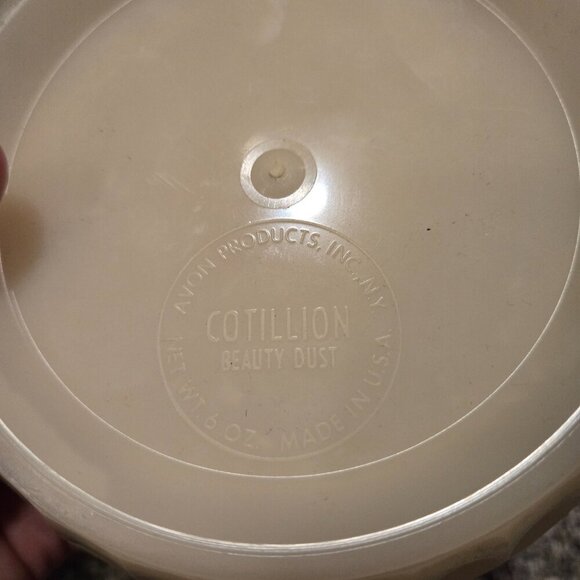 AVON PRODUCTS, INC., N.Y.
COTILLION
BEAUTY DUST
NET WT. 6 OZ. MADE IN U.S.A.